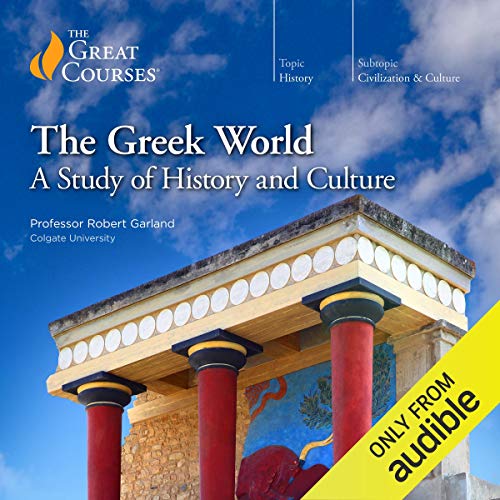 THE
GREAT
COURSES®
Topic
History
Subtopic
Civilization & Culture
The Greek World
A Study of History and Culture
Professor Robert Garland
Colgate University
ONLY FROM
audible